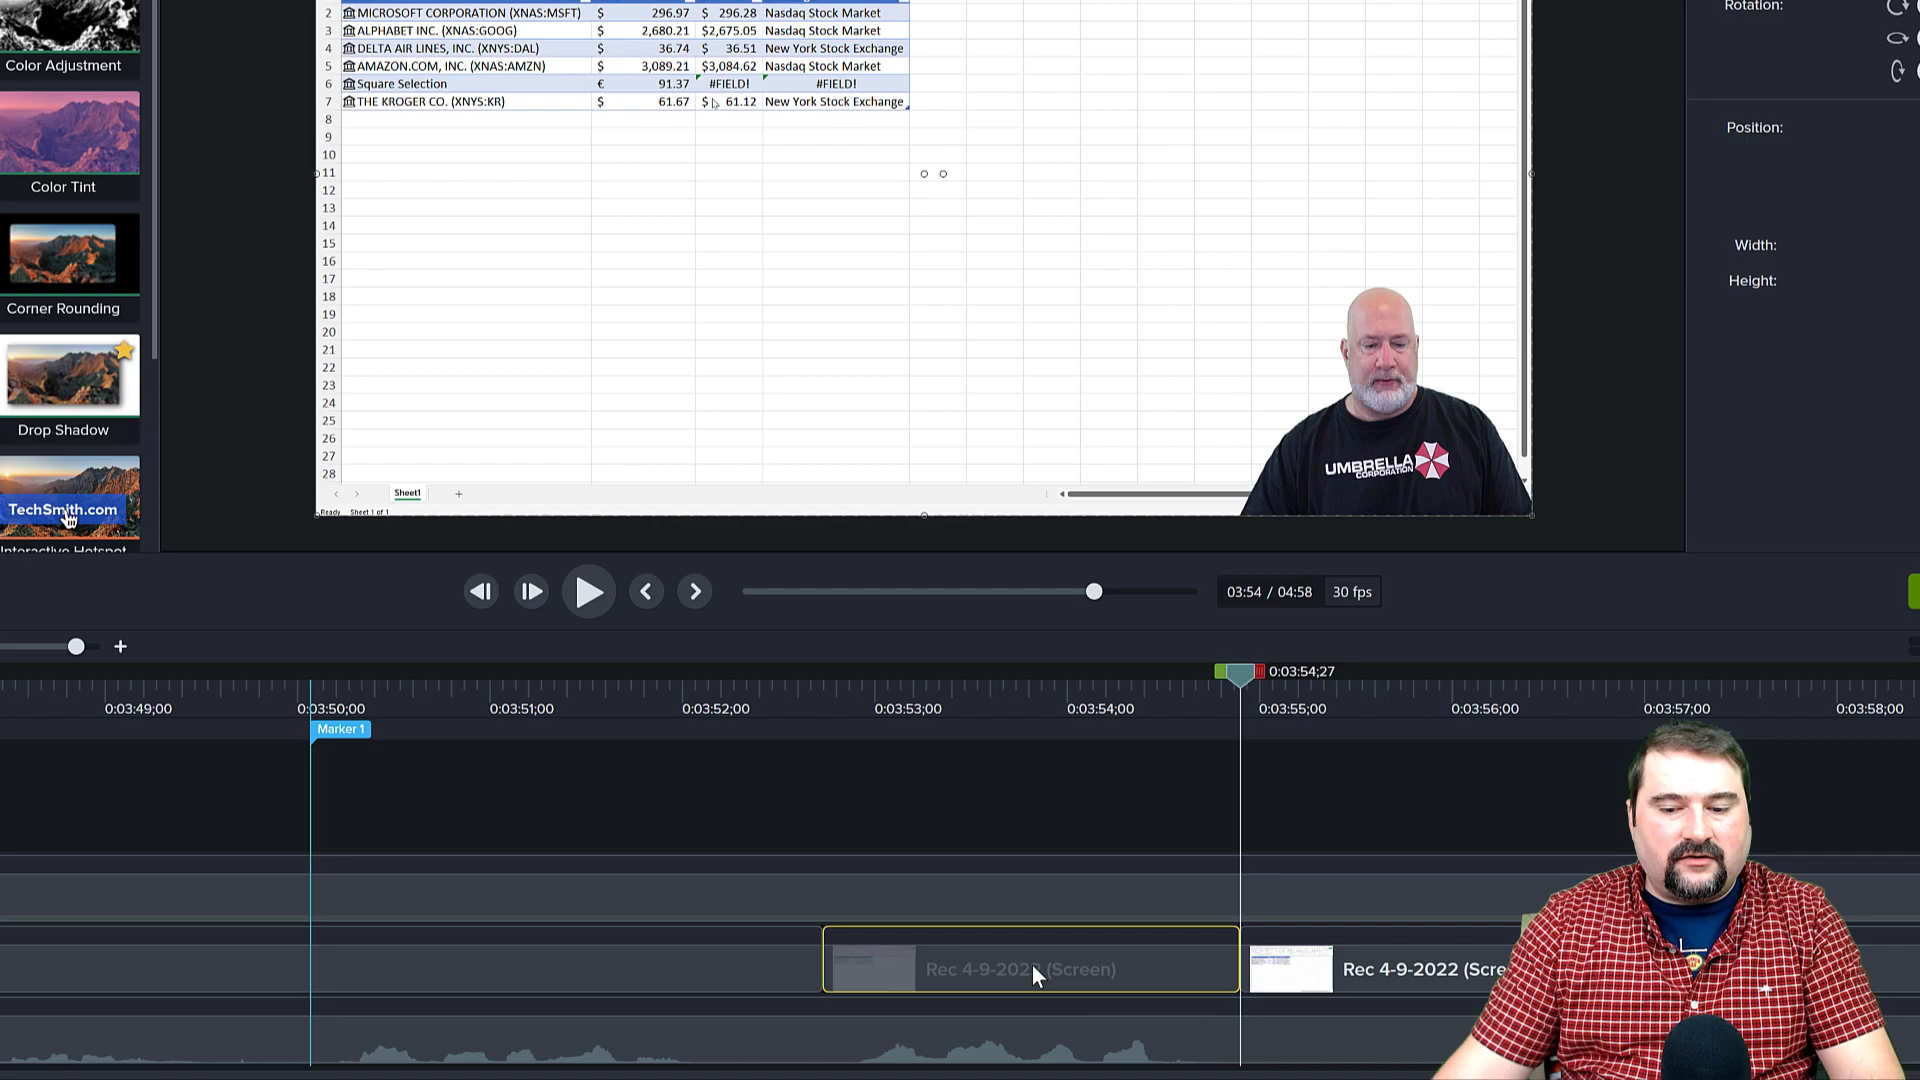 Color Adjustment
Color Tint
Corner Rounding
Drop Shadow
TechSmith.com
Interactive Hotspot
2 MICROSOFT CORPORATION (XNAS:MSFT) $ 296.97 $ 296.28 Nasdaq Stock Market
3 ALPHABET INC. (XNAS:GOOG) $ 2,680.21 $2,675.05 Nasdaq Stock Market
4 DELTA AIR LINES, INC. (XNYS:DAL) $ 36.74 $ 36.51 New York Stock Exchange
5 AMAZON.COM, INC. (XNAS:AMZN) $ 3,089.21 $3,084.62 Nasdaq Stock Market
6 Square Selection € 91.37 #FIELD! #FIELD!
7 THE KROGER CO. (XNYS:KR) $ 61.67 $ 61.12 New York Stock Exchange
8
9
10
11
12
13
14
15
16
17
18
19
20
21
22
23
24
25
26
27
28
Sheet1 +
Ready Sheet 1 of 1
UMBRELLA
CORPORATION
Rotation:
Position:
Width:
Height:
03:54 / 04:58 30 fps
0:03:54;27
0:03:49;00 0:03:50;00 0:03:51;00 0:03:52;00 0:03:53;00 0:03:54;00 0:03:55;00 0:03:56;00 0:03:57;00 0:03:58;00
Marker 1
Rec 4-9-2022 (Screen) Rec 4-9-2022 (Scre